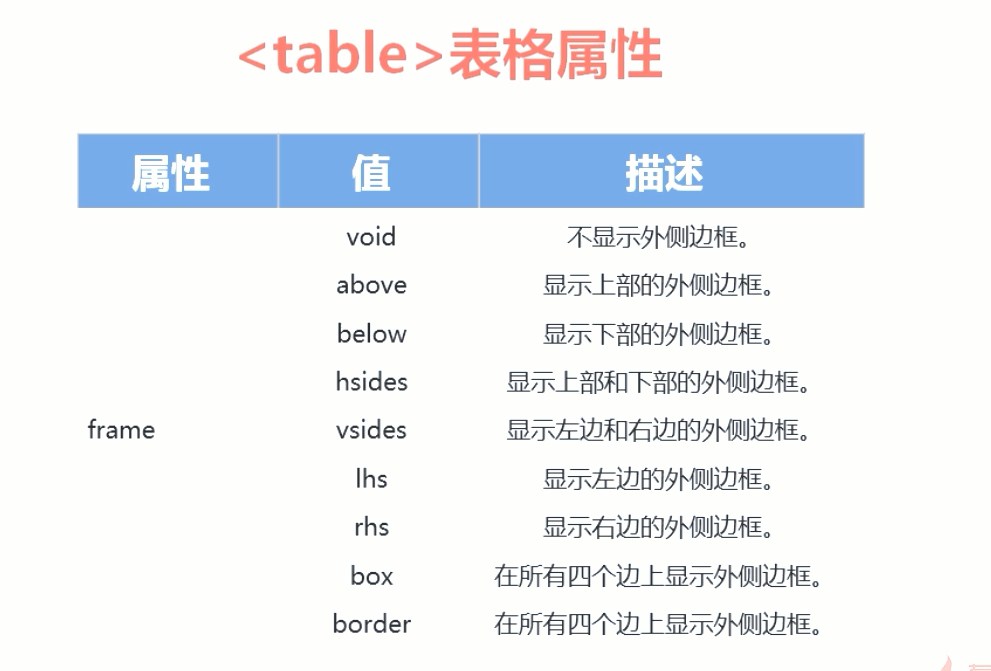 <table>表格属性
属性 值 描述
void 不显示外侧边框。
above 显示上部的外侧边框。
below 显示下部的外侧边框。
hsides 显示上部和下部的外侧边框。
frame vsides 显示左边和右边的外侧边框。
lhs 显示左边的外侧边框。
rhs 显示右边的外侧边框。
box 在所有四个边上显示外侧边框。
border 在所有四个边上显示外侧边框。